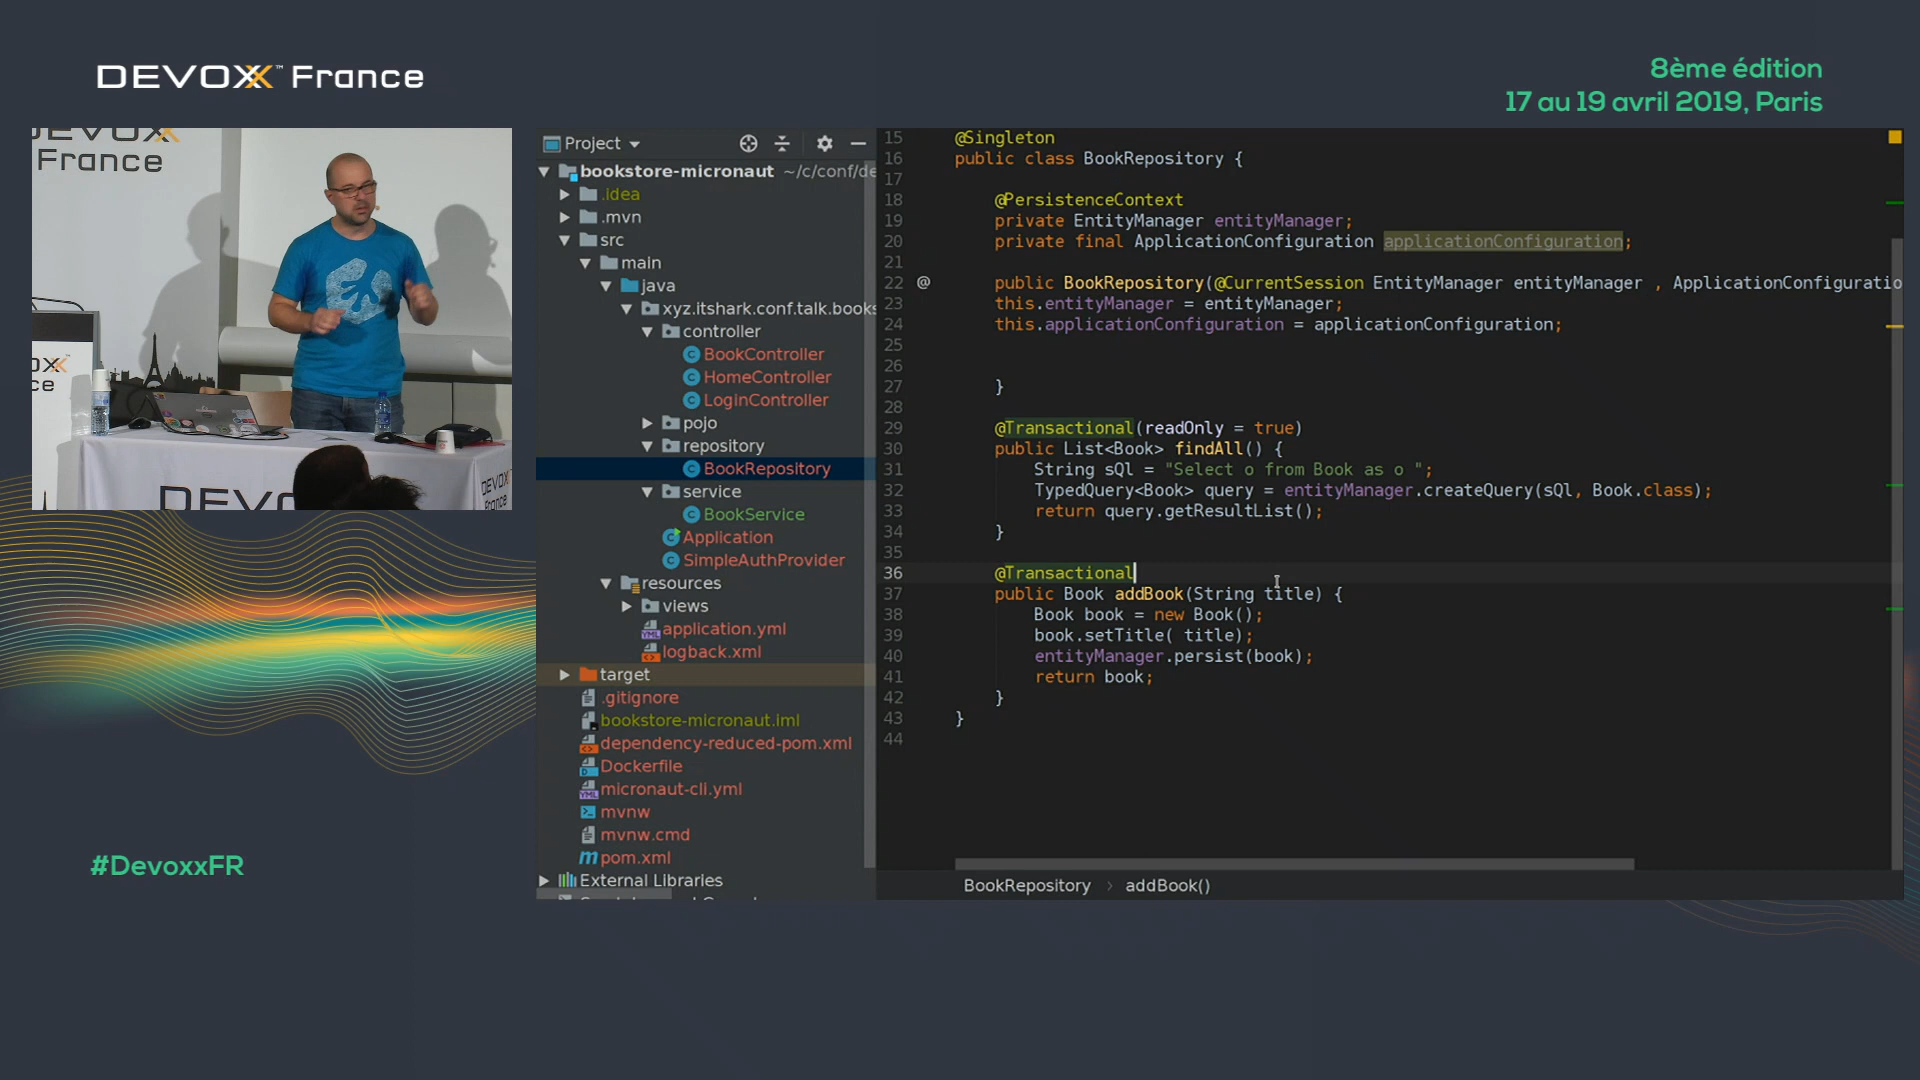 DEVOXX™ France
8ème édition
17 au 19 avril 2019, Paris
DEVOXX
France
DEVOXX
#DevoxxFR
Project
bookstore-micronaut ~/c/conf/de
.idea
.mvn
src
main
java
xyz.itshark.conf.talk.books
controller
BookController
HomeController
LoginController
pojo
repository
BookRepository
service
BookService
Application
SimpleAuthProvider
resources
views
application.yml
logback.xml
target
.gitignore
bookstore-micronaut.iml
dependency-reduced-pom.xml
Dockerfile
micronaut-cli.yml
mvnw
mvnw.cmd
pom.xml
External Libraries
15 @Singleton
16 public class BookRepository {
17
18 @PersistenceContext
19 private EntityManager entityManager;
20 private final ApplicationConfiguration applicationConfiguration;
21
22 @ public BookRepository(@CurrentSession EntityManager entityManager , ApplicationConfiguratio
23 this.entityManager = entityManager;
24 this.applicationConfiguration = applicationConfiguration;
25
26
27 }
28
29 @Transactional(readOnly = true)
30 public List<Book> findAll() {
31 String sQl = "Select o from Book as o ";
32 TypedQuery<Book> query = entityManager.createQuery(sQl, Book.class);
33 return query.getResultList();
34 }
35
36 @Transactional
37 public Book addBook(String title) {
38 Book book = new Book();
39 book.setTitle( title);
40 entityManager.persist(book);
41 return book;
42 }
43 }
44
BookRepository › addBook()